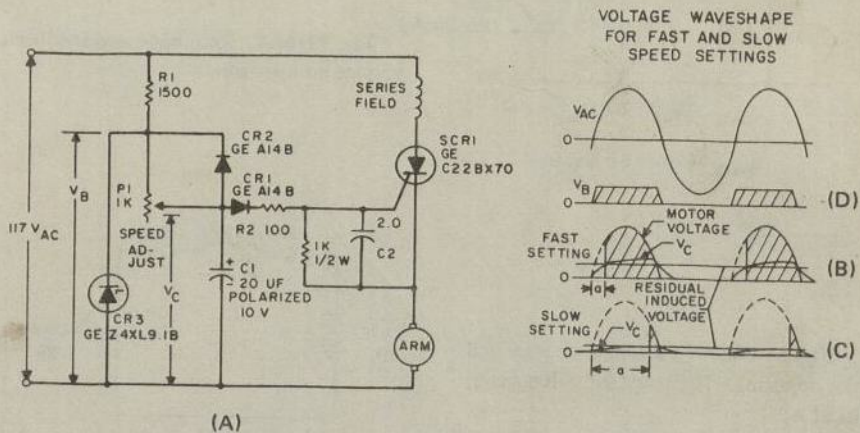 VOLTAGE WAVESHAPE
FOR FAST AND SLOW
SPEED SETTINGS
R1
1500
SERIES
FIELD
CR2
GE A14B
SCR1
GE
C22BX70
CR1
GE A14B
VB
P1
1K
SPEED
AD-
JUST
117 VAC
R2 100
2.0
C2
1K
1/2 W
VC
C1
+
-
20 UF
POLARIZED
10 V
CR3
GE Z4XL9.1B
ARM
(A)
VAC
0
VB
0
(D)
MOTOR
VOLTAGE
FAST
SETTING
VC
0
(B)
a
RESIDUAL
INDUCED
VOLTAGE
SLOW
SETTING
VC
0
(C)
a